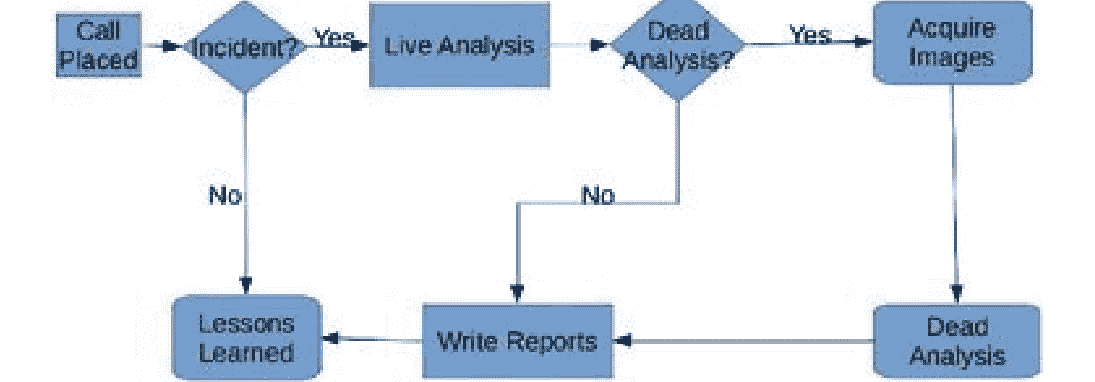 Call
Placed
Incident?
Yes
Live Analysis
Dead
Analysis?
Yes
Acquire
Images
No
No
Lessons
Learned
Write Reports
Dead
Analysis